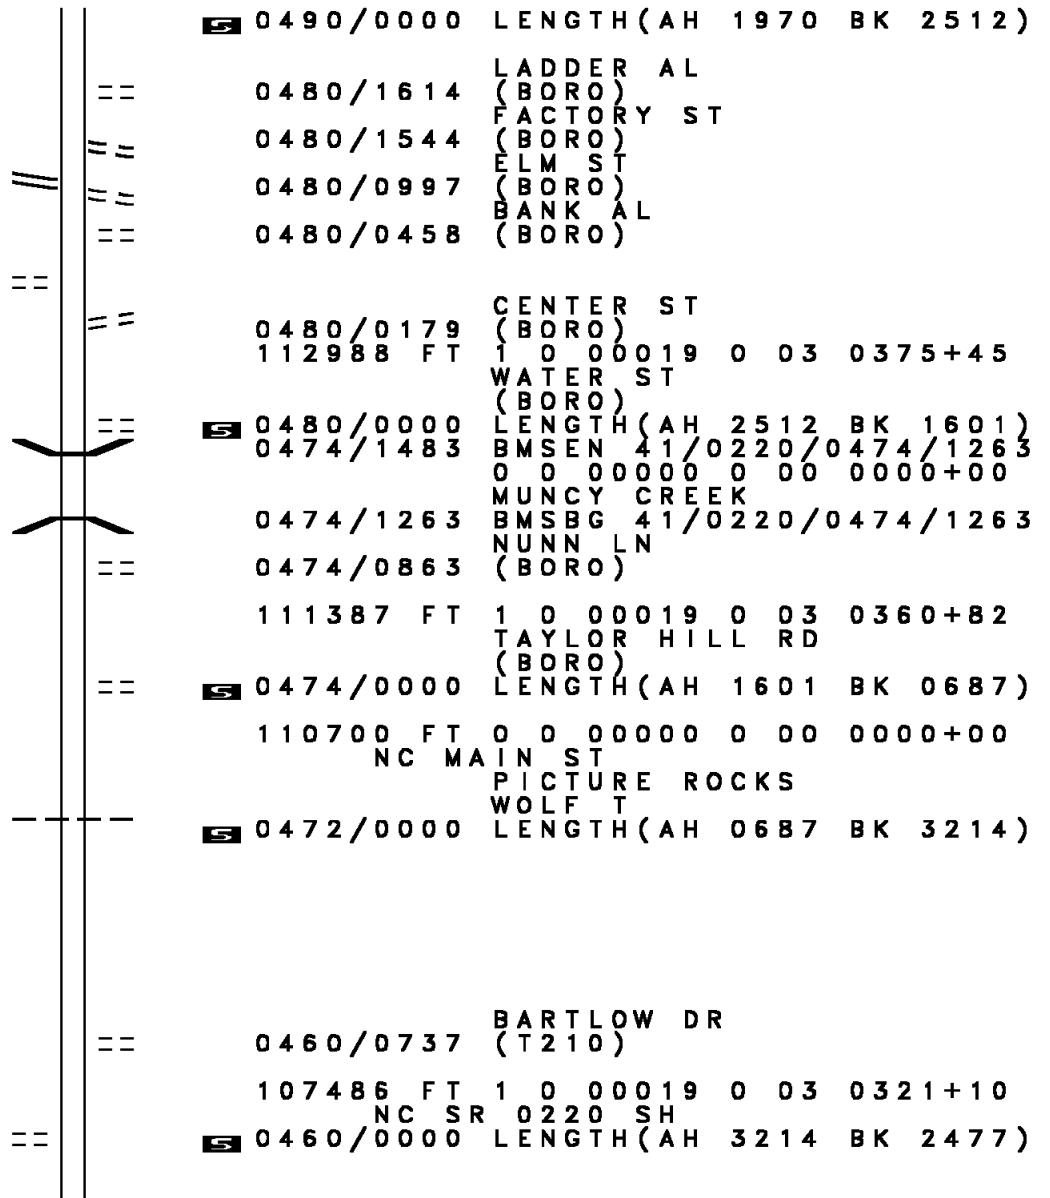 S 0490/0000 LENGTH(AH 1970 BK 2512)
LADDER AL
0480/1614 (BORO)
FACTORY ST
0480/1544 (BORO)
ELM ST
0480/0997 (BORO)
BANK AL
0480/0458 (BORO)
CENTER ST
0480/0179 (BORO)
112988 FT 1 0 00019 0 03 0375+45
WATER ST
(BORO)
S 0480/0000 LENGTH(AH 2512 BK 1601)
0474/1483 BMSEN 41/0220/0474/1263
0 0 00000 0 00 0000+00
MUNCY CREEK
0474/1263 BMSBG 41/0220/0474/1263
NUNN LN
0474/0863 (BORO)
111387 FT 1 0 00019 0 03 0360+82
TAYLOR HILL RD
(BORO)
S 0474/0000 LENGTH(AH 1601 BK 0687)
110700 FT 0 0 00000 0 00 0000+00
NC MAIN ST
PICTURE ROCKS
WOLF T
S 0472/0000 LENGTH(AH 0687 BK 3214)
BARTLOW DR
0460/0737 (T210)
107486 FT 1 0 00019 0 03 0321+10
NC SR 0220 SH
S 0460/0000 LENGTH(AH 3214 BK 2477)